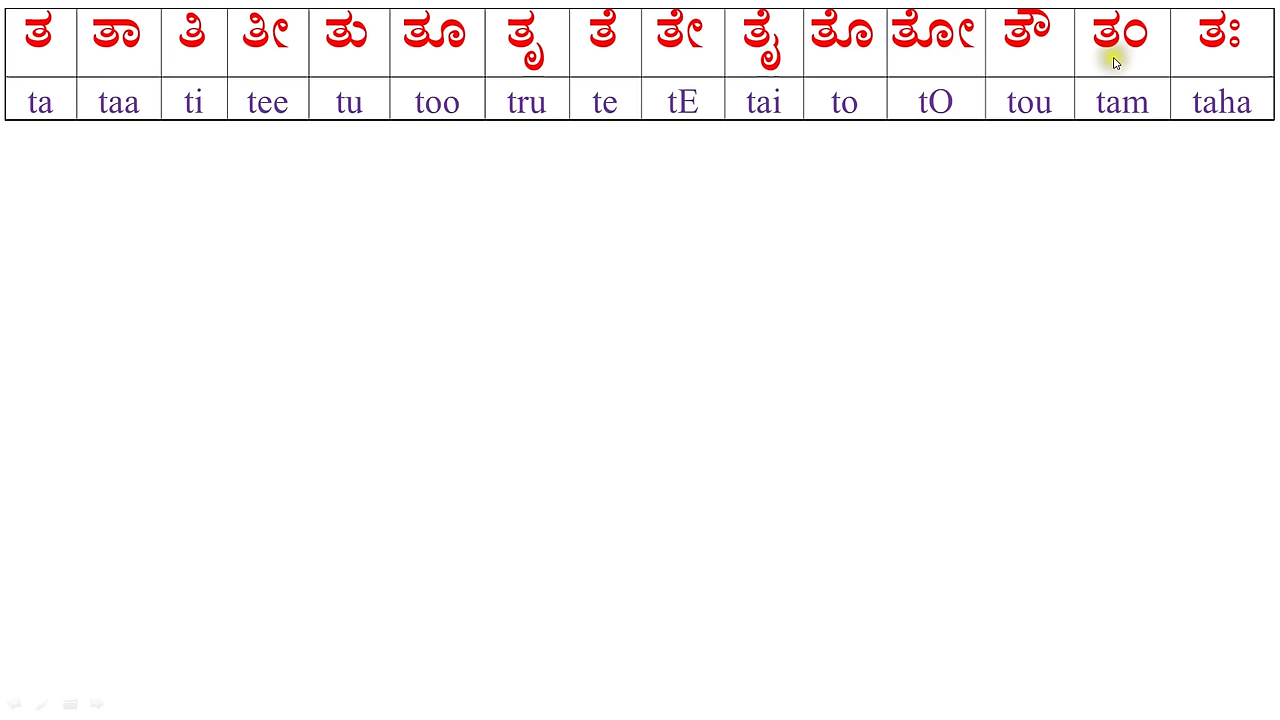 ತ ತಾ ತಿ ತೀ ತು ತೂ ತೃ ತೆ ತೇ ತೈ ತೊ ತೋ ತೌ ತಂ ತಃ
ta taa ti tee tu too tru te tE tai to tO tou tam taha